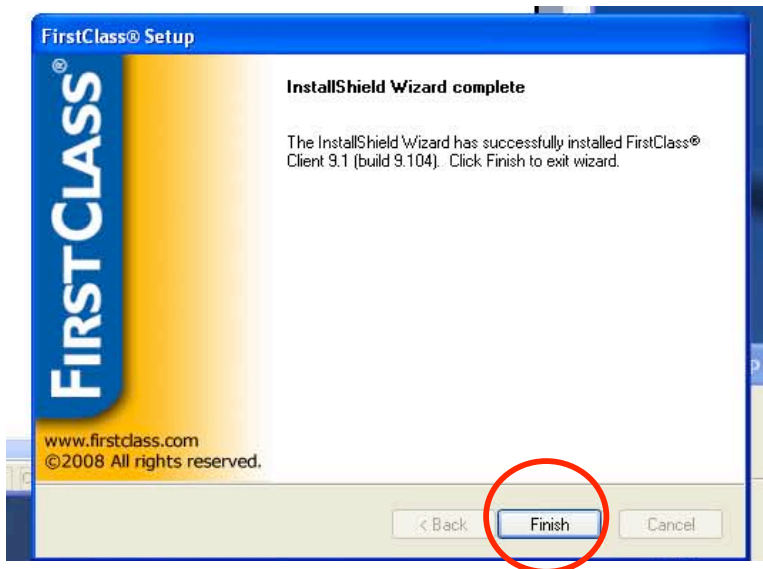 FirstClass® Setup
FIRSTCLASS®
InstallShield Wizard complete
The InstallShield Wizard has successfully installed FirstClass®
Client 9.1 (build 9.104).  Click Finish to exit wizard.
www.firstclass.com
©2008 All rights reserved.
< Back
Finish
Cancel